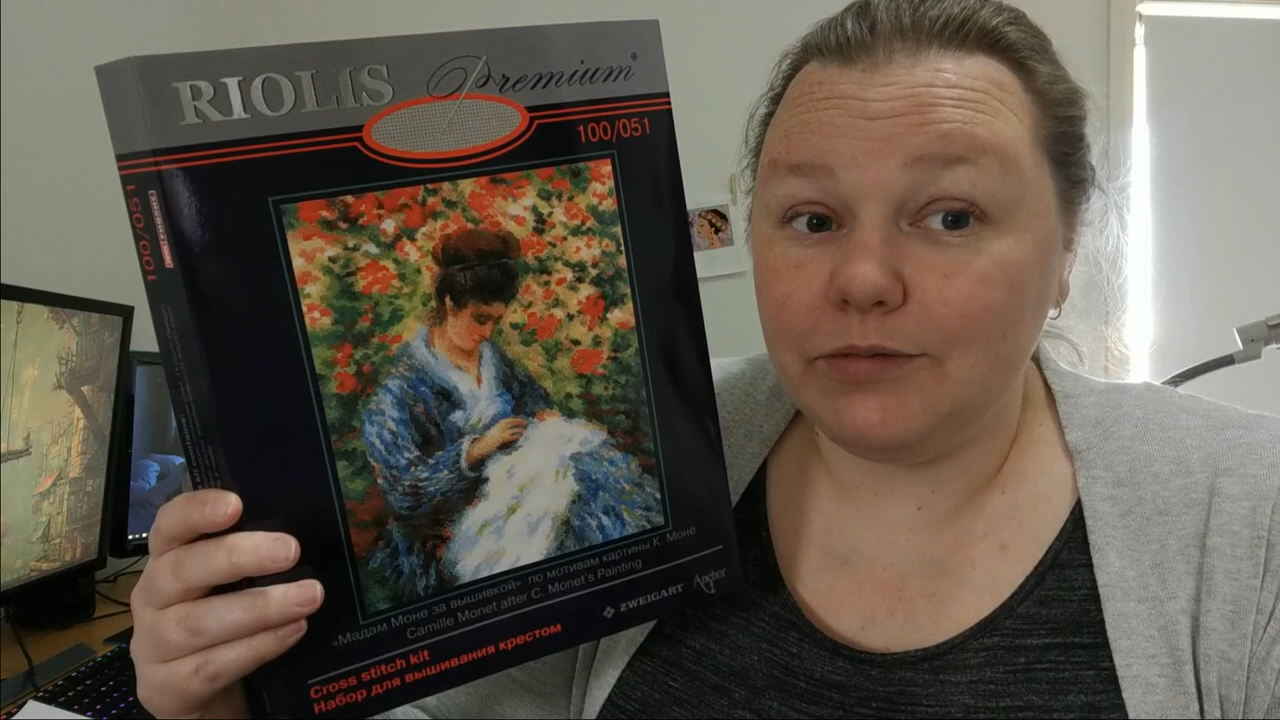 RIOLIS Premium®
100/051
100/051
«Мадам Моне за вышивкой» по мотивам картины К. Моне
Camille Monet after C. Monet's Painting
ZWEIGART Anchor
Cross stitch kit
Набор для вышивания крестом